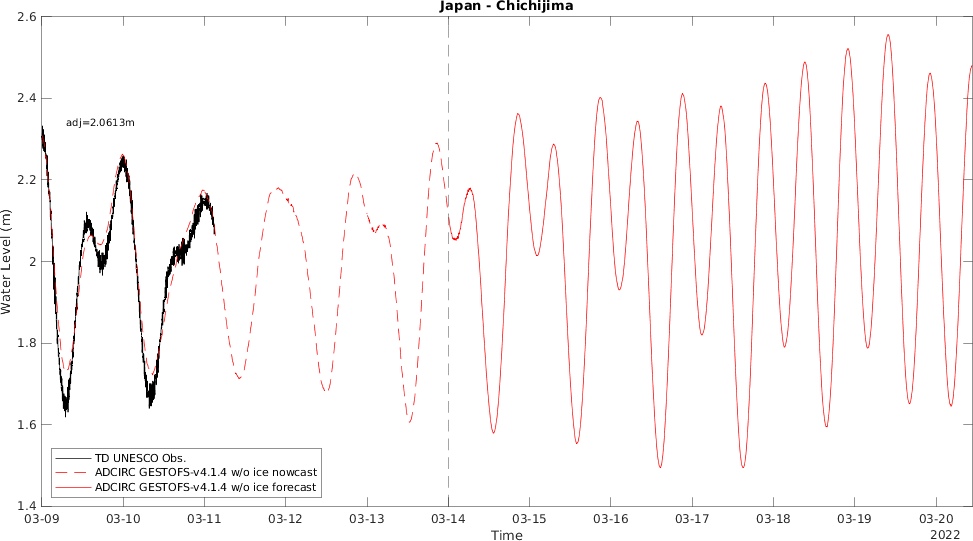 Japan - Chichijima
2.6
2.4
2.2
2
1.8
1.6
1.4
Water Level (m)
adj=2.0613m
TD UNESCO Obs.
ADCIRC GESTOFS-v4.1.4 w/o ice nowcast
ADCIRC GESTOFS-v4.1.4 w/o ice forecast
03-09 03-10 03-11 03-12 03-13 03-14 03-15 03-16 03-17 03-18 03-19 03-20
Time
2022